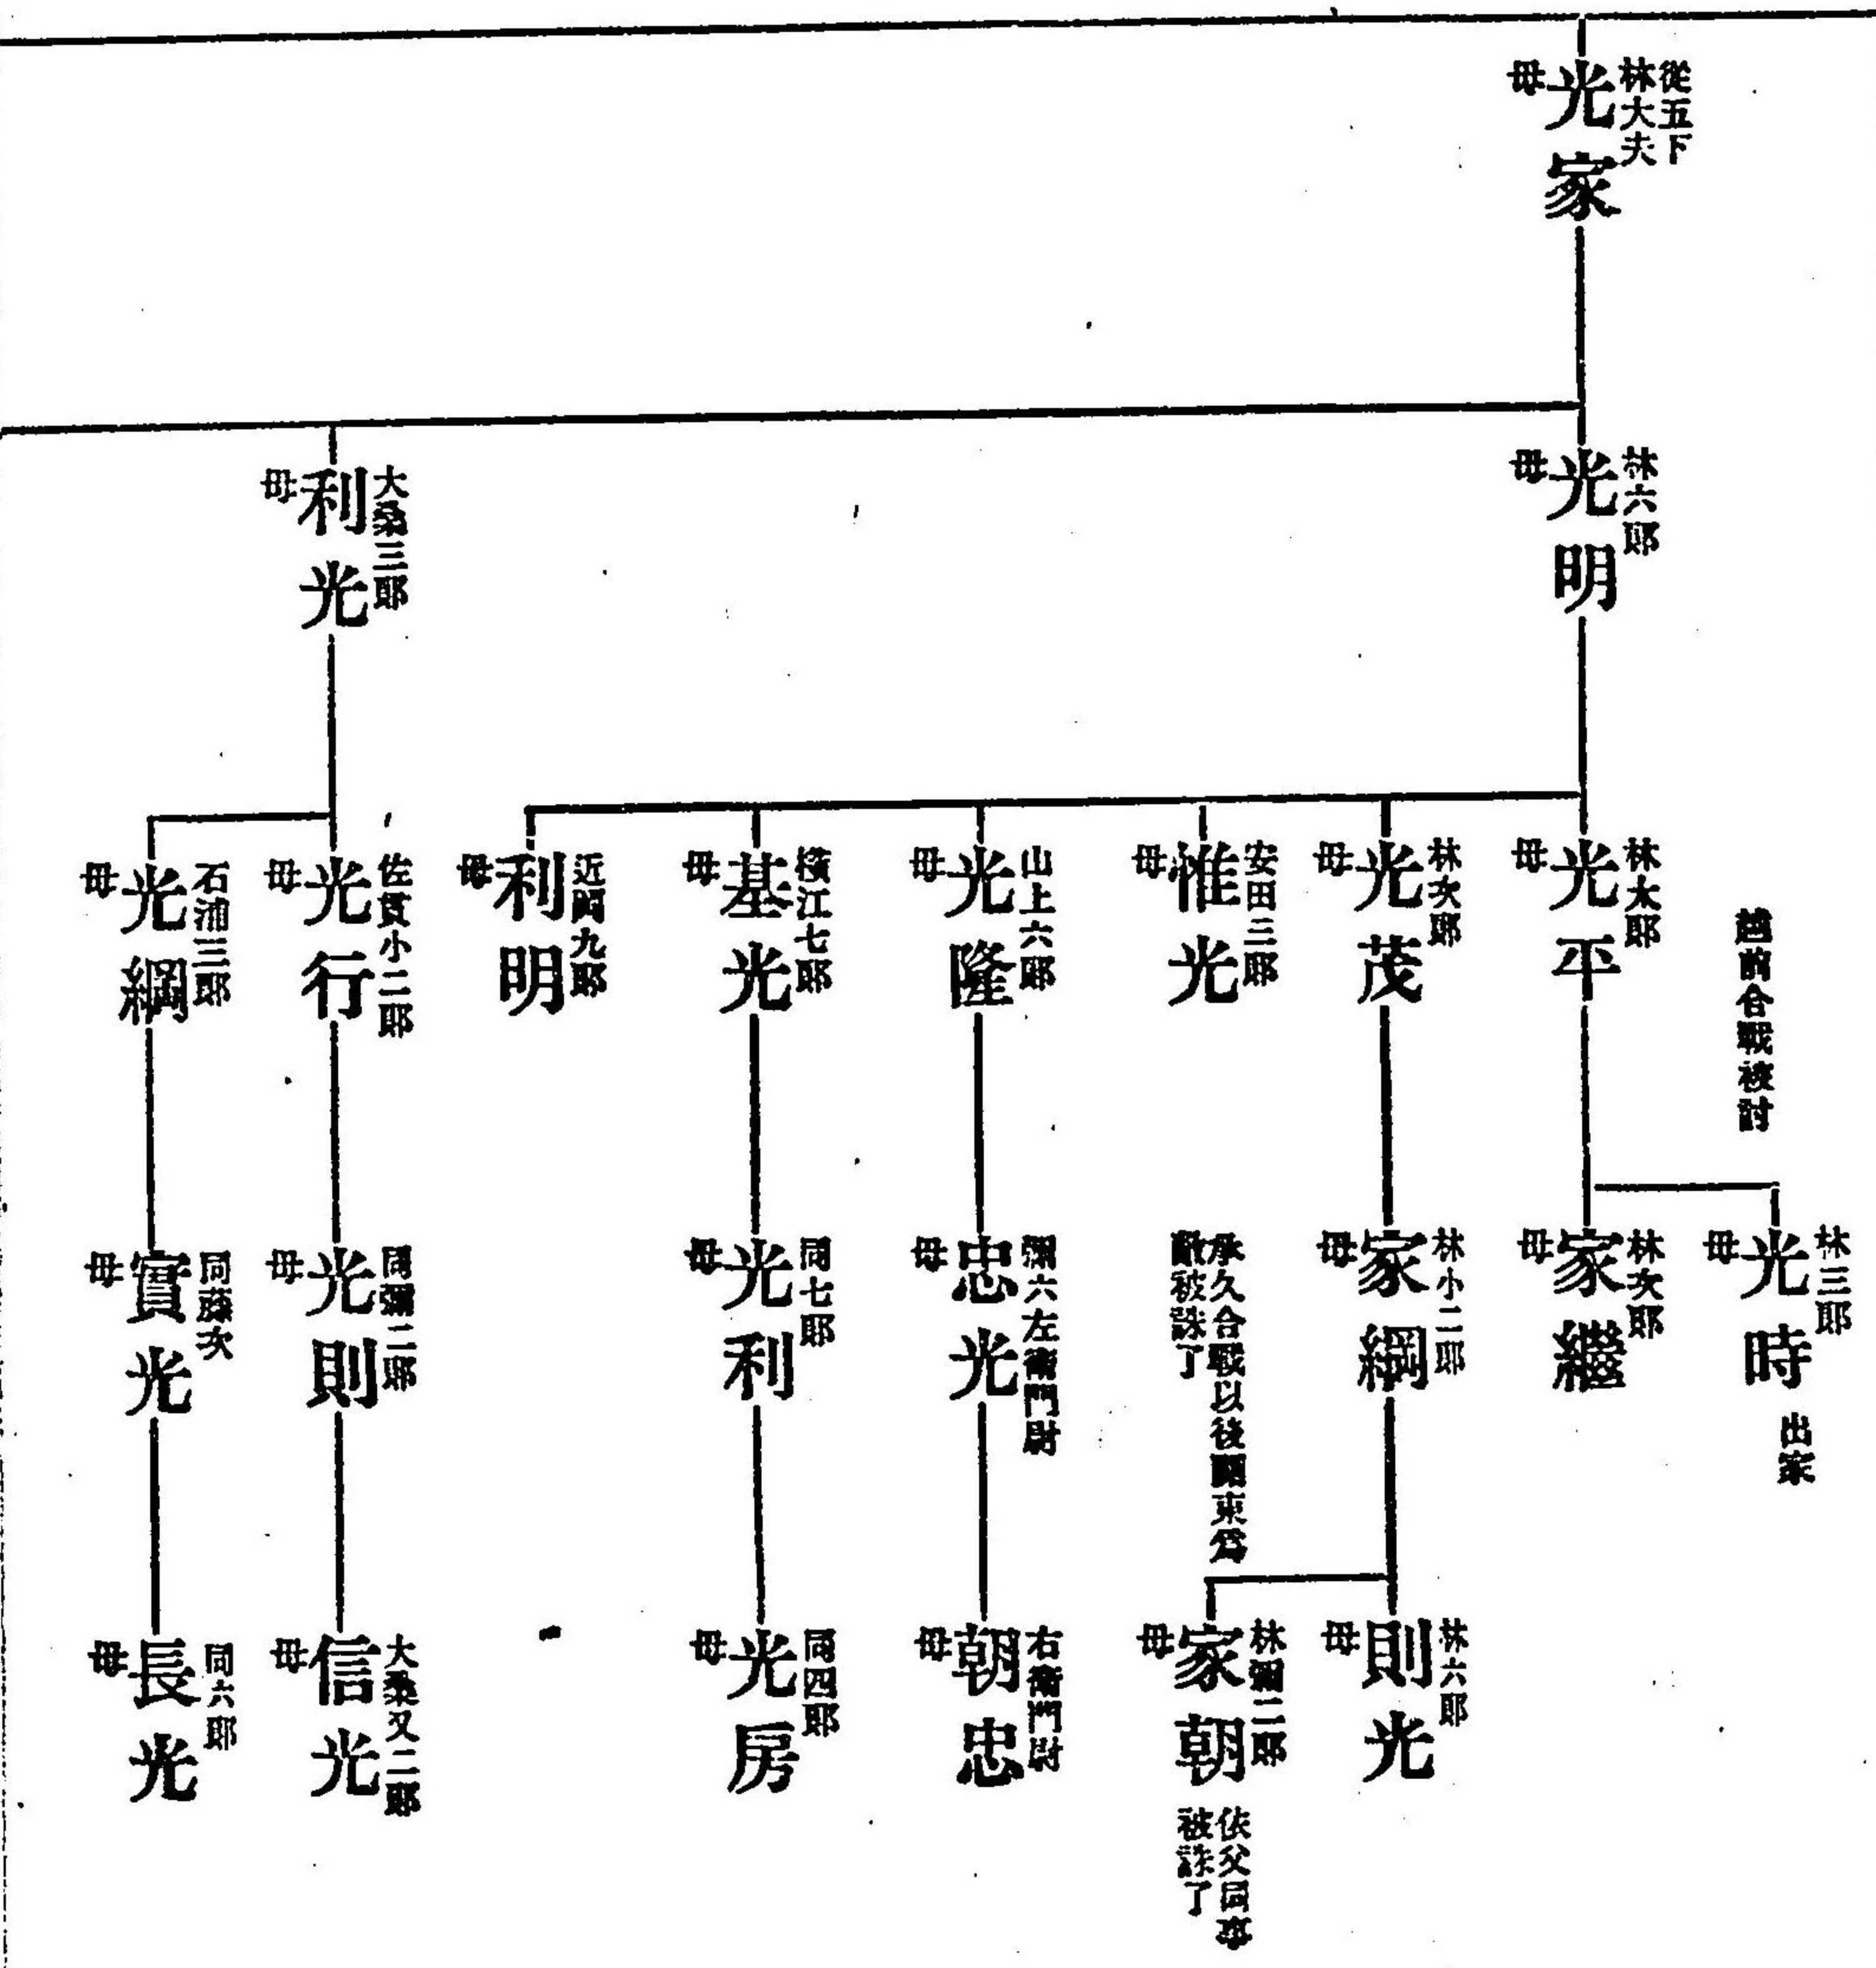 從五下
林大夫
光家
母
林六郎
光明
母
大桑三郎
利光
母
越前合戰被討
林太郎
光平
母
林次郎
光茂
母
安田三郎
惟光
母
山上六郎
光隆
母
橫江七郎
基光
母
近岡九郎
利明
母
佐貫小二郎
光行
母
石浦三郎
光綱
母
林三郎
光時
母
出家
林次郎
家繼
母
林小二郎
家綱
母
承久合戰以後關東爲
敵被誅了
彌六左衞門尉
忠光
母
同七郎
光利
母
同彌二郎
光則
母
同藤次
實光
母
林六郎
則光
母
林彌二郎
家朝
母
依父同事
被誅了
右衞門尉
朝忠
母
同四郎
光房
母
大桑又二郎
信光
母
同六郎
長光
母